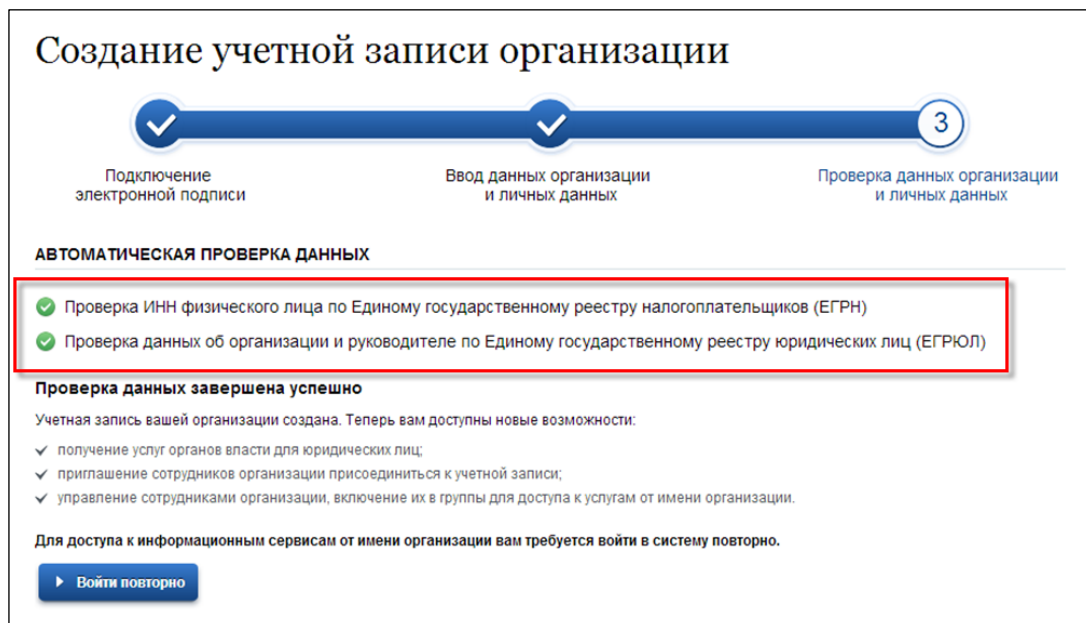 Создание учетной записи организации
3
Подключение
электронной подписи
Ввод данных организации
и личных данных
Проверка данных организации
и личных данных
АВТОМАТИЧЕСКАЯ ПРОВЕРКА ДАННЫХ
Проверка ИНН физического лица по Единому государственному реестру налогоплательщиков (ЕГРН)
Проверка данных об организации и руководителе по Единому государственному реестру юридических лиц (ЕГРЮЛ)
Проверка данных завершена успешно
Учетная запись вашей организации создана. Теперь вам доступны новые возможности:
получение услуг органов власти для юридических лиц;
приглашение сотрудников организации присоединиться к учетной записи;
управление сотрудниками организации, включение их в группы для доступа к услугам от имени организации.
Для доступа к информационным сервисам от имени организации вам требуется войти в систему повторно.
Войти повторно